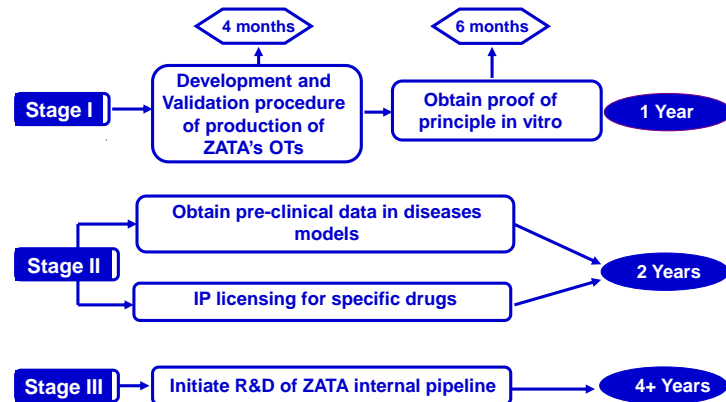 4 months
6 months
Stage I
Development and
Validation procedure
of production of
ZATA's OTs
Obtain proof of
principle in vitro
1 Year
Stage II
Obtain pre-clinical data in diseases
models
IP licensing for specific drugs
2 Years
Stage III
Initiate R&D of ZATA internal pipeline
4+ Years